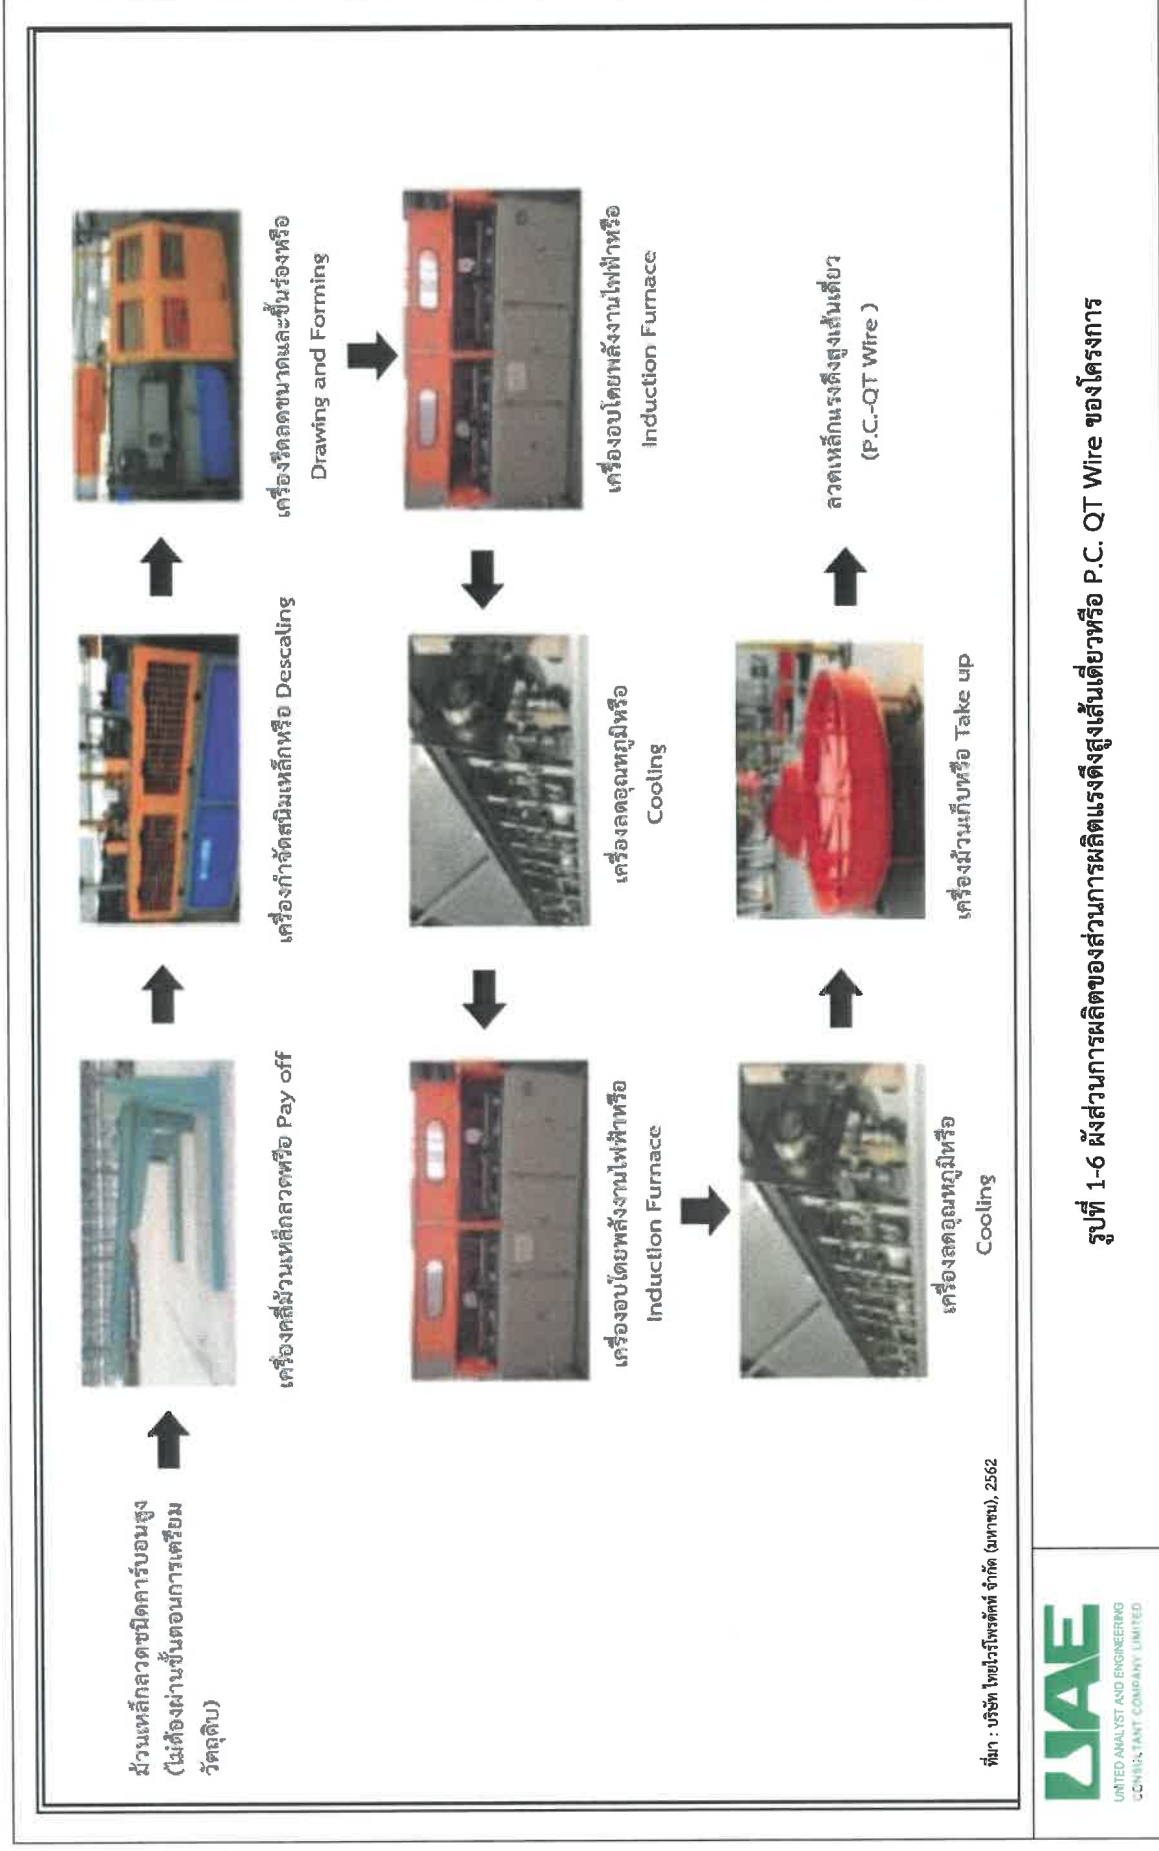 ม้วนเหล็กลวดชนิดคาร์บอนสูง
(ไม่ต้องผ่านขั้นตอนการเตรียม
วัตถุดิบ)
เครื่องคลี่ม้วนเหล็กลวดหรือ Pay off
เครื่องกำจัดสนิมเหล็กหรือ Descaling
เครื่องรีดลดขนาดและขึ้นร่องหรือ
Drawing and Forming
เครื่องอบโดยพลังงานไฟฟ้าหรือ
Induction Furnace
เครื่องลดอุณหภูมิหรือ
Cooling
เครื่องอบโดยพลังงานไฟฟ้าหรือ
Induction Furnace
เครื่องลดอุณหภูมิหรือ
Cooling
เครื่องม้วนเก็บหรือ Take up
ลวดเหล็กแรงดึงสูงเส้นเดี่ยว
(P.C.-QT Wire )
ที่มา : บริษัท ไทยไวร์โพรดัคท์ จำกัด (มหาชน), 2562
UAE
UNITED ANALYST AND ENGINEERING
CONSULTANT COMPANY LIMITED
รูปที่ 1-6 ผังส่วนการผลิตของส่วนการผลิตแรงดึงสูงเส้นเดี่ยวหรือ P.C. QT Wire ของโครงการ